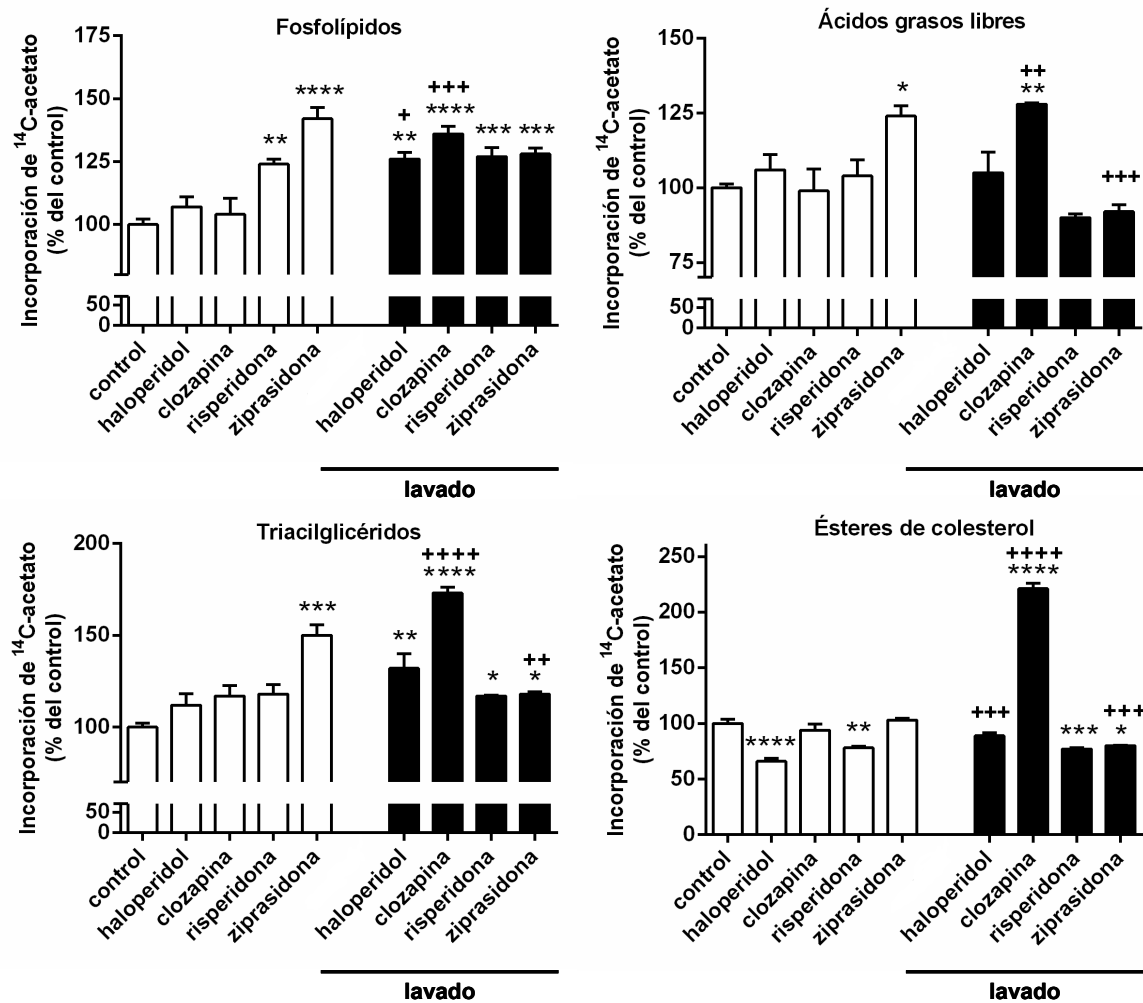 Fosfolípidos
Incorporación de ¹⁴C-acetato
(% del control)
175
150
125
100
50
0
**
****
+
**
+++
****
***
***
control
haloperidol
clozapina
risperidona
ziprasidona
haloperidol
clozapina
risperidona
ziprasidona
lavado
Ácidos grasos libres
Incorporación de ¹⁴C-acetato
(% del control)
150
125
100
75
50
0
*
++
**
+++
control
haloperidol
clozapina
risperidona
ziprasidona
haloperidol
clozapina
risperidona
ziprasidona
lavado
Triacilglicéridos
Incorporación de ¹⁴C-acetato
(% del control)
200
150
100
50
0
***
**
++++
****
*
++
*
control
haloperidol
clozapina
risperidona
ziprasidona
haloperidol
clozapina
risperidona
ziprasidona
lavado
Ésteres de colesterol
Incorporación de ¹⁴C-acetato
(% del control)
250
200
150
100
50
0
****
**
+++
++++
****
***
+++
*
control
haloperidol
clozapina
risperidona
ziprasidona
haloperidol
clozapina
risperidona
ziprasidona
lavado